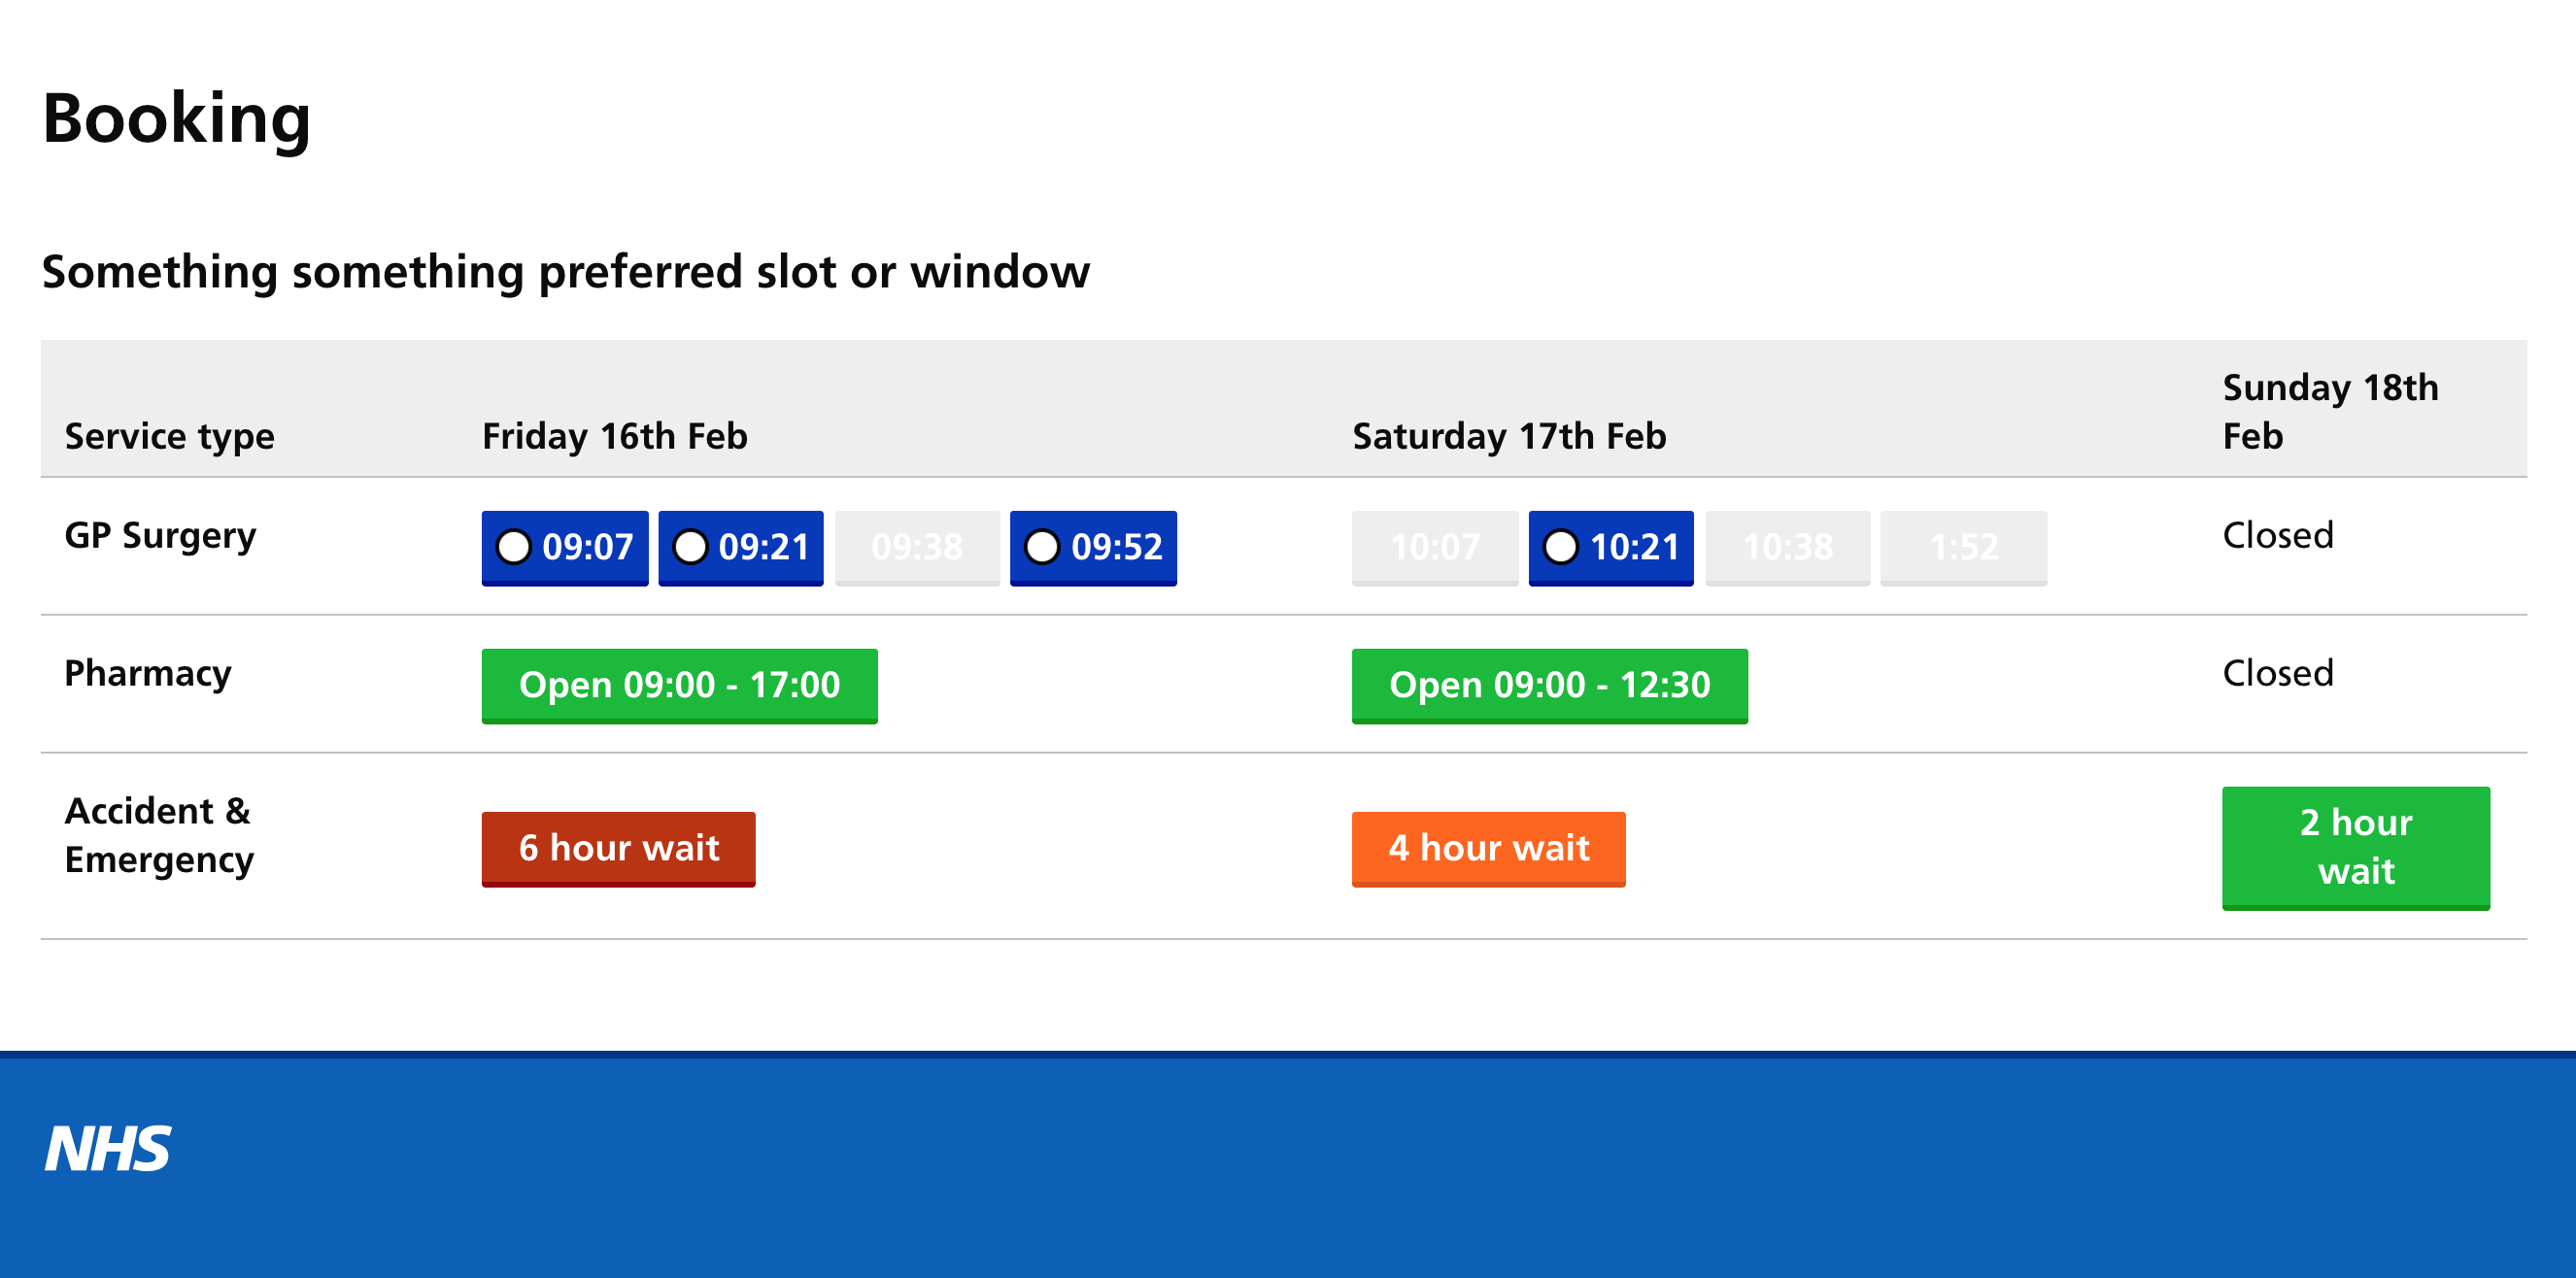 Booking
Something something preferred slot or window
Service type Friday 16th Feb Saturday 17th Feb Sunday 18th
Feb
GP Surgery 09:07 09:21 09:38 09:52 10:07 10:21 10:38 1:52 Closed
Pharmacy Open 09:00 - 17:00 Open 09:00 - 12:30 Closed
Accident &
Emergency 6 hour wait 4 hour wait 2 hour
wait
NHS